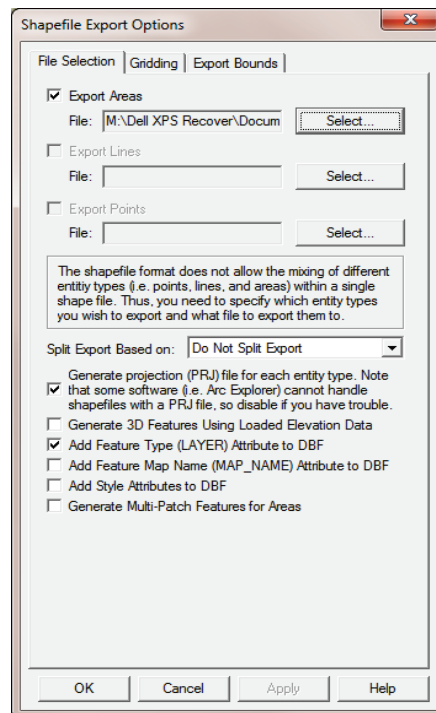 Shapefile Export Options
File Selection Gridding Export Bounds
Export Areas
File: M:\Dell XPS Recover\Docum Select...
Export Lines
File: Select...
Export Points
File: Select...
The shapefile format does not allow the mixing of different
entitiy types (i.e. points, lines, and areas) within a single
shape file. Thus, you need to specify which entity types
you wish to export and what file to export them to.
Split Export Based on: Do Not Split Export
Generate projection (PRJ) file for each entity type. Note
that some software (i.e. Arc Explorer) cannot handle
shapefiles with a PRJ file, so disable if you have trouble.
Generate 3D Features Using Loaded Elevation Data
Add Feature Type (LAYER) Attribute to DBF
Add Feature Map Name (MAP_NAME) Attribute to DBF
Add Style Attributes to DBF
Generate Multi-Patch Features for Areas
OK Cancel Apply Help